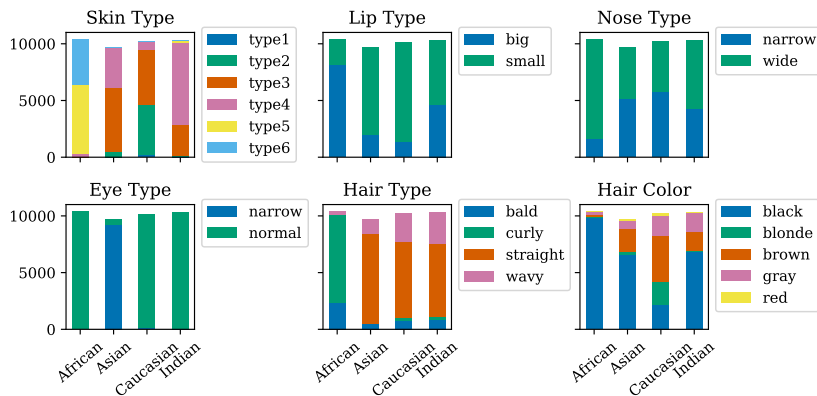 Skin Type
10000
5000
0
type1
type2
type3
type4
type5
type6
Lip Type
big
small
Nose Type
narrow
wide
Eye Type
10000
5000
0
African
Asian
Caucasian
Indian
narrow
normal
Hair Type
African
Asian
Caucasian
Indian
bald
curly
straight
wavy
Hair Color
African
Asian
Caucasian
Indian
black
blonde
brown
gray
red